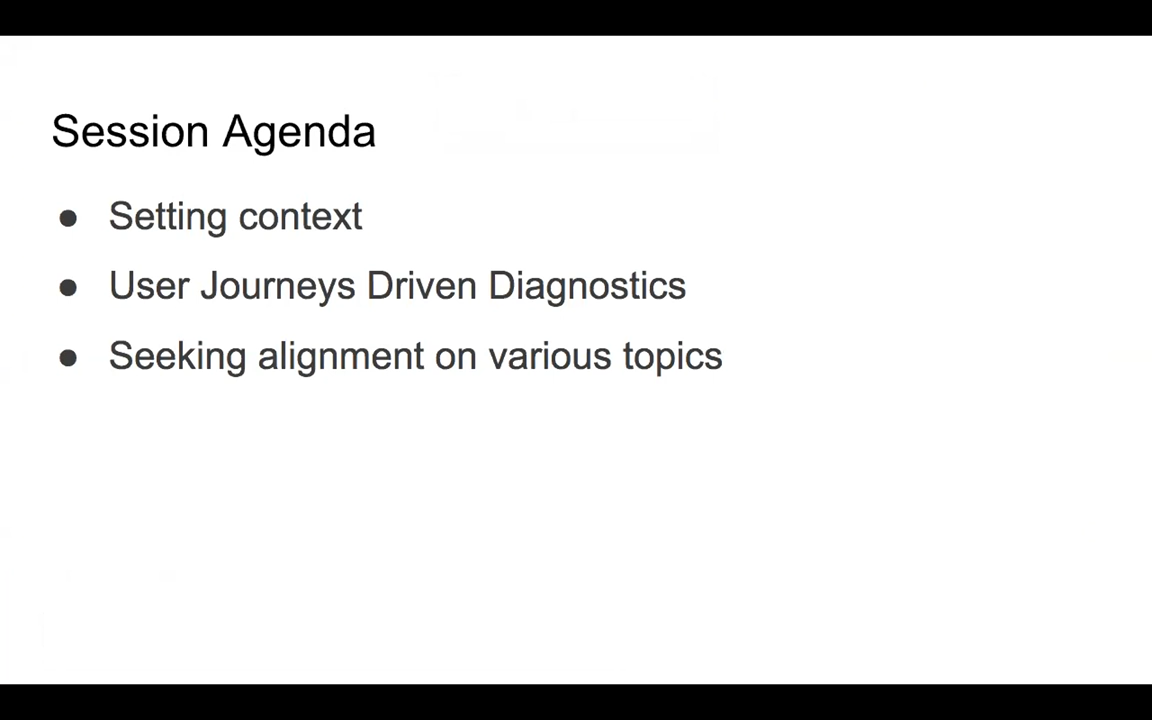 Session Agenda
● Setting context
● User Journeys Driven Diagnostics
● Seeking alignment on various topics